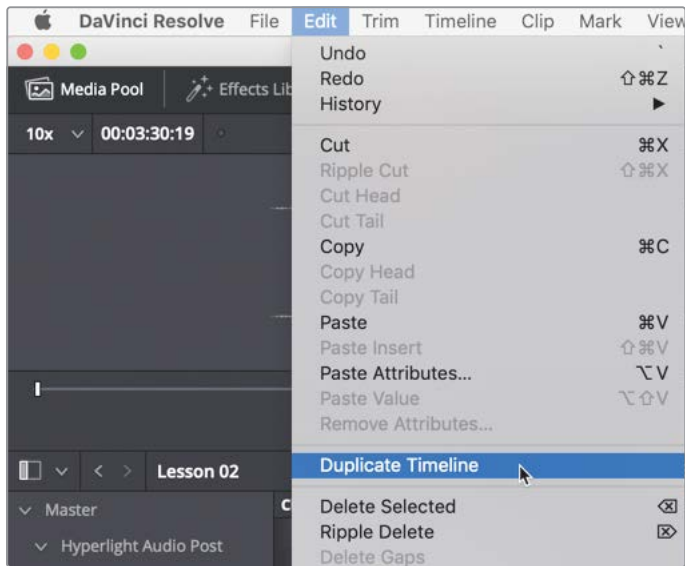 DaVinci Resolve File Edit Trim Timeline Clip Mark View
Undo `
Media Pool Effects Lib
Redo ⇧⌘Z
History ▶
10x 00:03:30:19
Cut ⌘X
Ripple Cut ⇧⌘X
Cut Head
Cut Tail
Copy ⌘C
Copy Head
Copy Tail
Paste ⌘V
Paste Insert ⇧⌘V
Paste Attributes... ⌥V
Paste Value ⌥⇧V
Remove Attributes...
Lesson 02
Duplicate Timeline
Master
C
Delete Selected ⌫
Hyperlight Audio Post
Ripple Delete ⌦
Delete Gaps